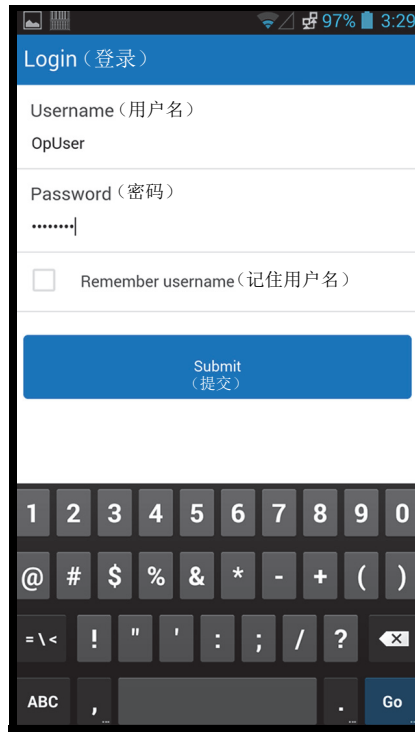 97% 3:29
Login（登录）
Username（用户名）
OpUser
Password（密码）
••••••••
Remember username（记住用户名）
Submit
（提交）
1 2 3 4 5 6 7 8 9 0
@ # $ % & * - + ( )
= \ < ! " ' : ; / ?
ABC , . Go